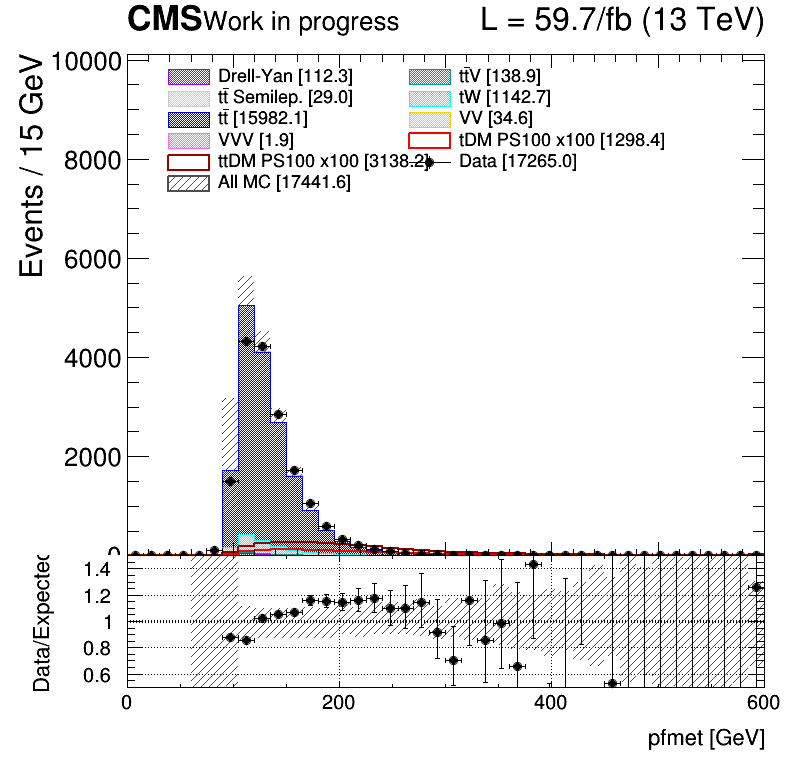 CMS Work in progress L = 59.7/fb (13 TeV)
Events / 15 GeV
10000
8000
6000
4000
2000
0
Drell-Yan [112.3] tt̄V [138.9]
tt̄ Semilep. [29.0] tW [1142.7]
tt̄ [15982.1] VV [34.6]
VVV [1.9] tDM PS100 x100 [1298.4]
ttDM PS100 x100 [3138.2] Data [17265.0]
All MC [17441.6]
Data/Expected
1.4
1.2
1
0.8
0.6
0 200 400 600
pfmet [GeV]